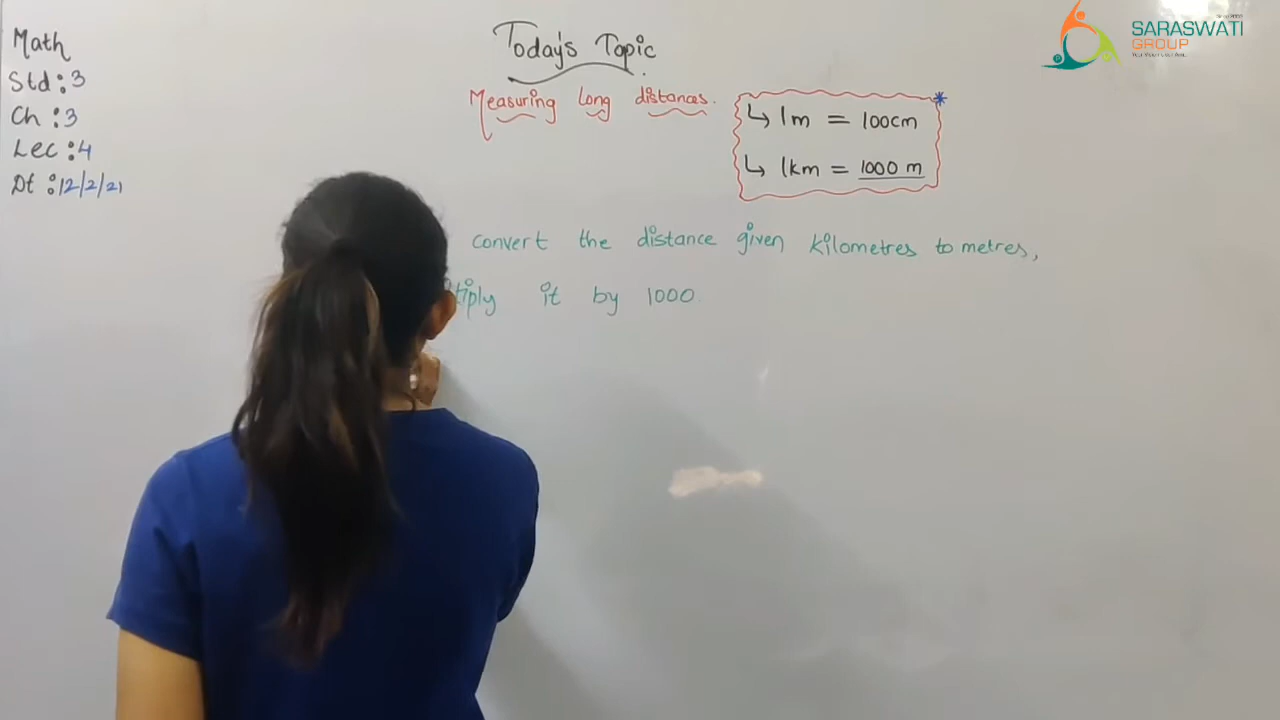 Math
Std : 3
Ch : 3
Lec : 4
Dt : 12/2/21
Today's Topic
Measuring long distances.
↳ 1m = 100cm
↳ 1km = 1000 m
convert the distance given kilometres to metres,
tiply it by 1000
SARASWATI
GROUP